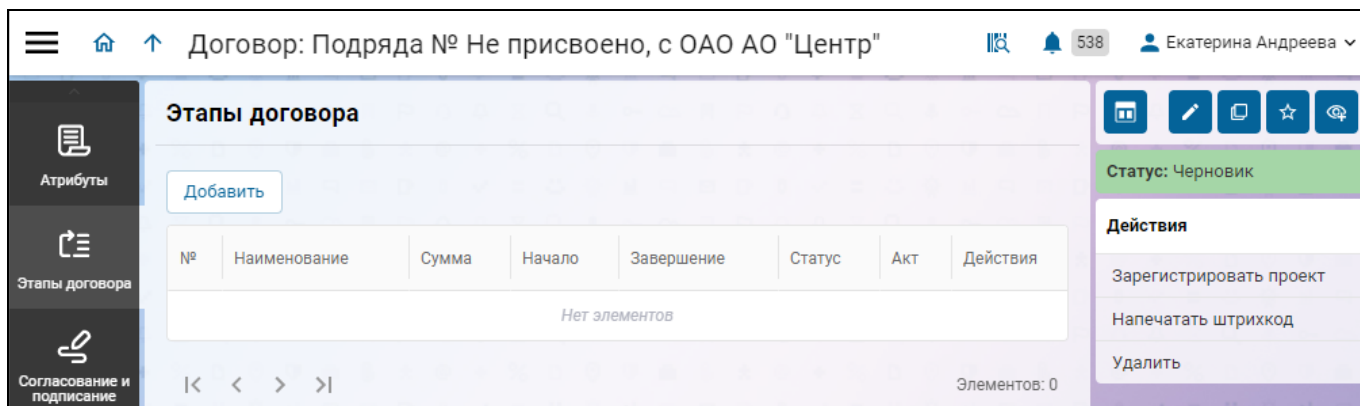 Договор: Подряда № Не присвоено, с ОАО АО "Центр"
538
Екатерина Андреева
Атрибуты
Этапы договора
Согласование и
подписание
Этапы договора
Добавить
№ Наименование Сумма Начало Завершение Статус Акт Действия
Нет элементов
Элементов: 0
Статус: Черновик
Действия
Зарегистрировать проект
Напечатать штрихкод
Удалить